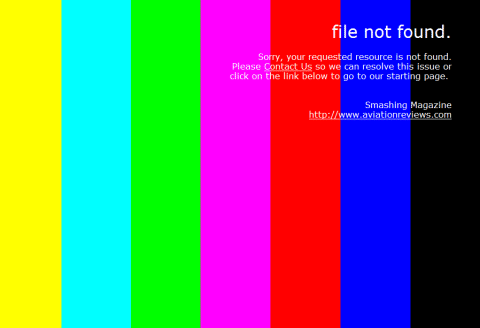 file not found.
Sorry, your requested resource is not found.
Please Contact Us so we can resolve this issue or
click on the link below to go to our starting page.
Smashing Magazine
http://www.aviationreviews.com